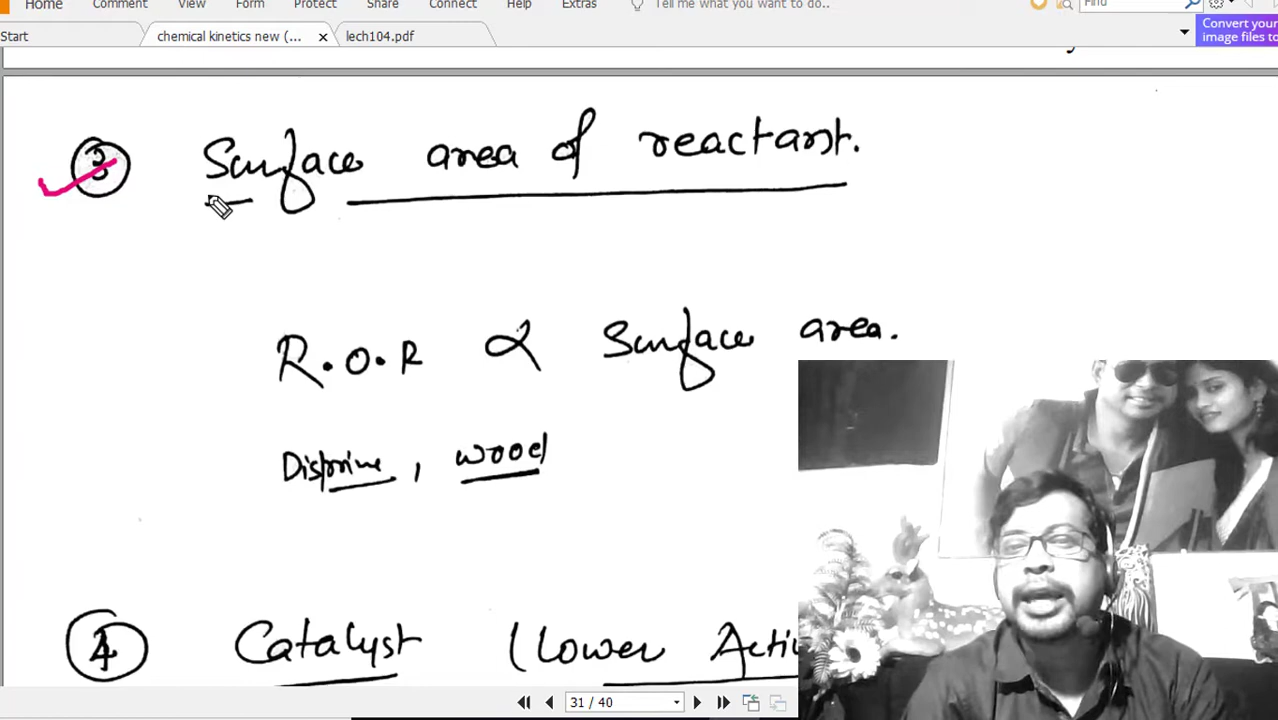 Home Comment View Form Protect Share Connect Help Extras Tell me what you want to do.. Find
Start chemical kinetics new (... x lech104.pdf
Convert your
image files to
3 Surface area of reactant.
R.O.R ∝ Surface area.
Disprine, wood
4 Catalyst (Lower Acti
31 / 40